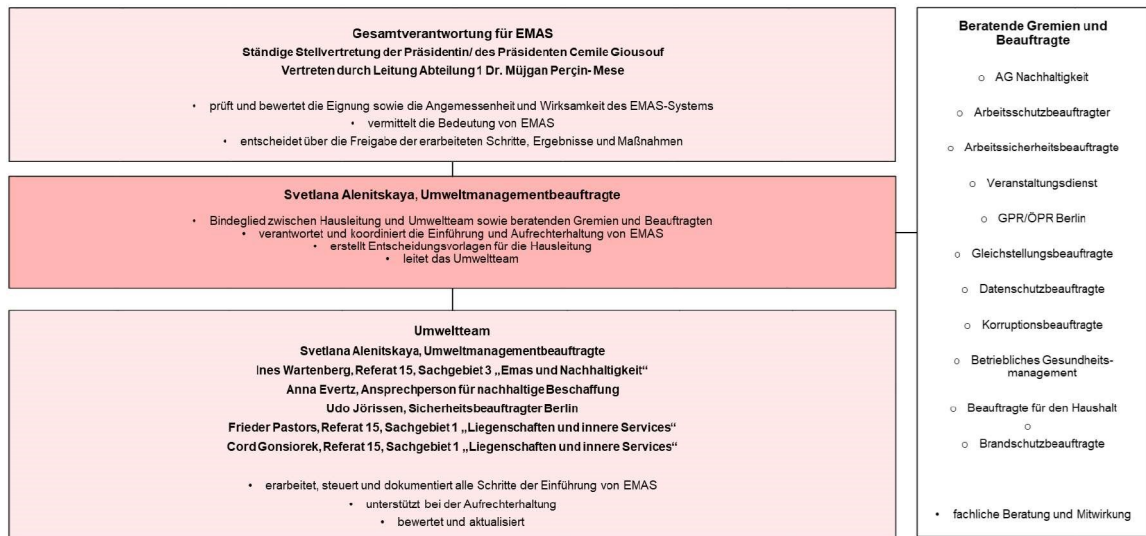 Gesamtverantwortung für EMAS
Ständige Stellvertretung der Präsidentin/ des Präsidenten Cemile Giousouf
Vertreten durch Leitung Abteilung 1 Dr. Müjgan Perçin- Mese
• prüft und bewertet die Eignung sowie die Angemessenheit und Wirksamkeit des EMAS-Systems
• vermittelt die Bedeutung von EMAS
• entscheidet über die Freigabe der erarbeiteten Schritte, Ergebnisse und Maßnahmen
Svetlana Alenitskaya, Umweltmanagementbeauftragte
• Bindeglied zwischen Hausleitung und Umweltteam sowie beratenden Gremien und Beauftragten
• verantwortet und koordiniert die Einführung und Aufrechterhaltung von EMAS
• erstellt Entscheidungsvorlagen für die Hausleitung
• leitet das Umweltteam
Umweltteam
Svetlana Alenitskaya, Umweltmanagementbeauftragte
Ines Wartenberg, Referat 15, Sachgebiet 3 „Emas und Nachhaltigkeit“
Anna Evertz, Ansprechperson für nachhaltige Beschaffung
Udo Jörissen, Sicherheitsbeauftragter Berlin
Frieder Pastors, Referat 15, Sachgebiet 1 „Liegenschaften und innere Services“
Cord Gonsiorek, Referat 15, Sachgebiet 1 „Liegenschaften und innere Services“
• erarbeitet, steuert und dokumentiert alle Schritte der Einführung von EMAS
• unterstützt bei der Aufrechterhaltung
• bewertet und aktualisiert
Beratende Gremien und
Beauftragte
○ AG Nachhaltigkeit
○ Arbeitsschutzbeauftragter
○ Arbeitssicherheitsbeauftragte
○ Veranstaltungsdienst
○ GPR/ÖPR Berlin
○ Gleichstellungsbeauftragte
○ Datenschutzbeauftragte
○ Korruptionsbeauftragte
○ Betriebliches Gesundheits-
management
○ Beauftragte für den Haushalt
○
○ Brandschutzbeauftragte
• fachliche Beratung und Mitwirkung